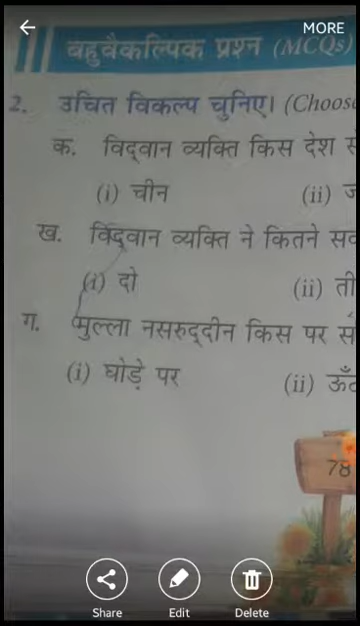 MORE
बहुवैकल्पिक प्रश्न (MCQs)
2. उचित विकल्प चुनिए। (Choose
क. विद्वान व्यक्ति किस देश
(i) चीन (ii)
ख. विद्वान व्यक्ति ने कितने
(i) दो (ii) ती
ग. मुल्ला नसरुद्दीन किस पर
(i) घोड़े पर (ii) ऊँ
78
Share Edit Delete